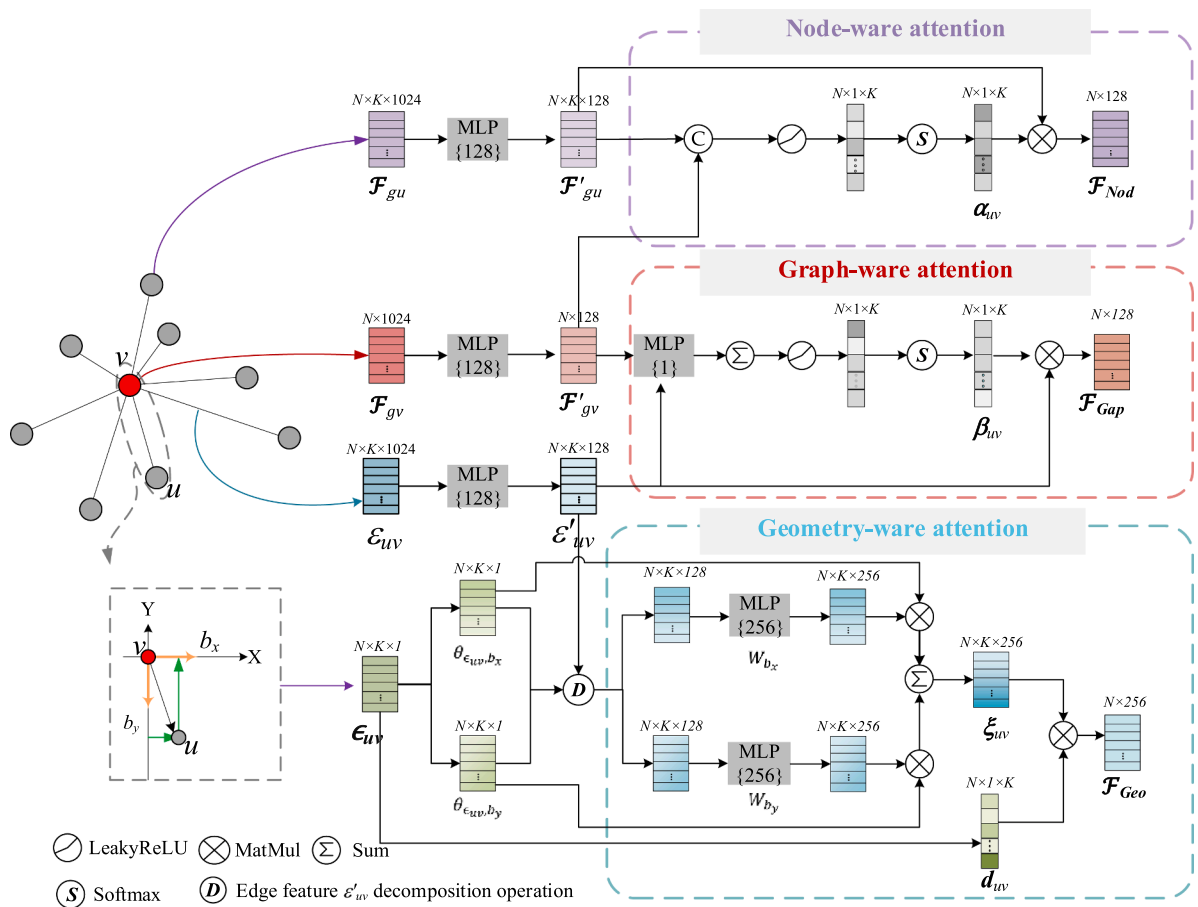 Node-ware attention
N×K×1024
MLP
{128}
N×K×128
C
N×1×K
S
N×1×K
N×128
ℱgu
ℱ'gu
αuv
ℱNod
Graph-ware attention
N×1024
MLP
{128}
N×128
MLP
{1}
Σ
N×1×K
S
N×1×K
N×128
ℱgv
ℱ'gv
βuv
ℱGap
v
u
N×K×1024
MLP
{128}
N×K×128
ℰuv
ℰ'uv
Geometry-ware attention
Y
v
bx
X
by
u
N×K×1
ϵuv
N×K×1
θϵuv,bx
N×K×1
θϵuv,by
D
N×K×128
MLP
{256}
Wbx
N×K×256
N×K×128
MLP
{256}
Wby
N×K×256
Σ
N×K×256
ξuv
N×256
ℱGeo
N×1×K
duv
LeakyReLU
MatMul
Σ Sum
S Softmax
D Edge feature ε'uv decomposition operation